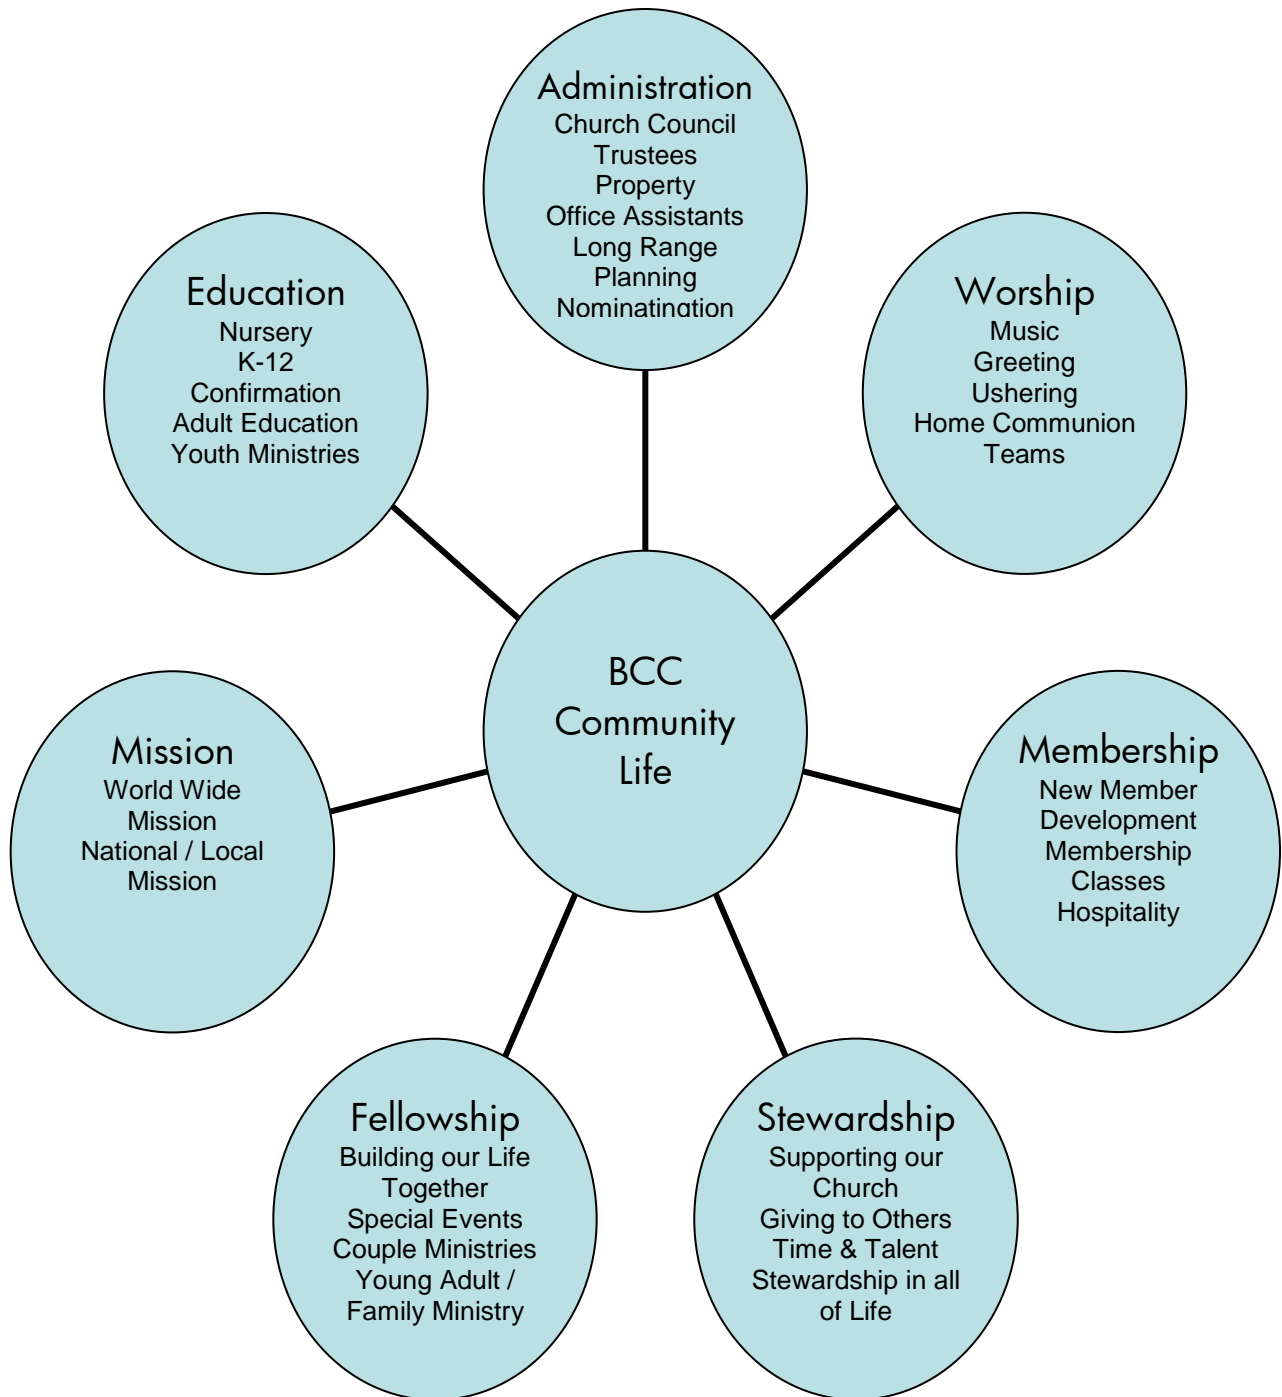 Administration
Church Council
Trustees
Property
Office Assistants
Long Range
Planning
Nominatination
Education
Nursery
K-12
Confirmation
Adult Education
Youth Ministries
Worship
Music
Greeting
Ushering
Home Communion
Teams
BCC
Community
Life
Mission
World Wide
Mission
National / Local
Mission
Membership
New Member
Development
Membership
Classes
Hospitality
Fellowship
Building our Life
Together
Special Events
Couple Ministries
Young Adult /
Family Ministry
Stewardship
Supporting our
Church
Giving to Others
Time & Talent
Stewardship in all
of Life